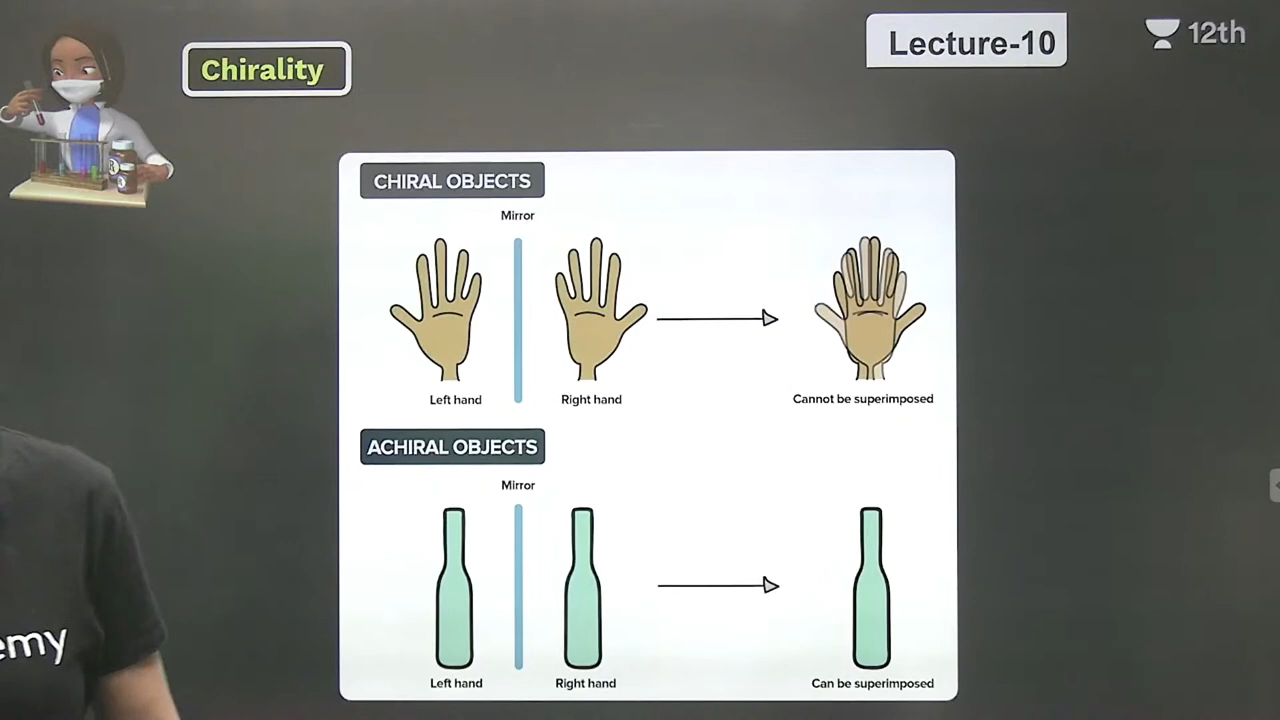 Chirality
Lecture-10
12th
CHIRAL OBJECTS
Mirror
Left hand
Right hand
Cannot be superimposed
ACHIRAL OBJECTS
Mirror
Left hand
Right hand
Can be superimposed
emy